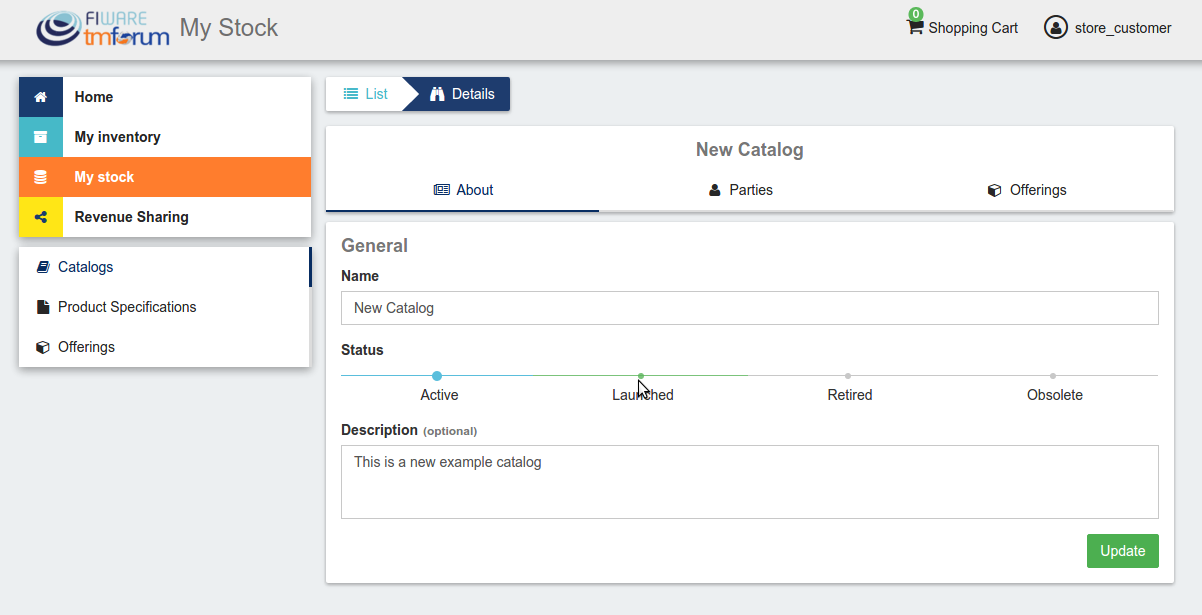 FIWARE
tmforum
My Stock
0
Shopping Cart
store_customer
Home
My inventory
My stock
Revenue Sharing
Catalogs
Product Specifications
Offerings
List
Details
New Catalog
About
Parties
Offerings
General
Name
New Catalog
Status
Active
Launched
Retired
Obsolete
Description (optional)
This is a new example catalog
Update